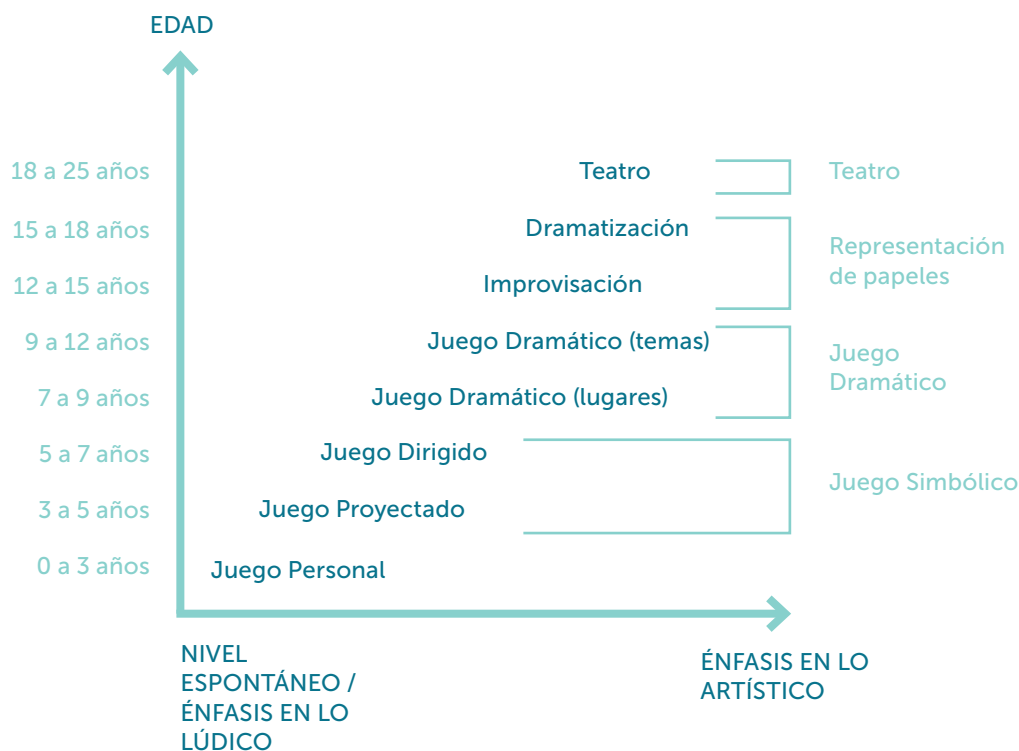 EDAD
18 a 25 años
Teatro
Teatro
15 a 18 años
Dramatización
Representación
de papeles
12 a 15 años
Improvisación
9 a 12 años
Juego Dramático (temas)
Juego
Dramático
7 a 9 años
Juego Dramático (lugares)
5 a 7 años
Juego Dirigido
Juego Simbólico
3 a 5 años
Juego Proyectado
0 a 3 años
Juego Personal
NIVEL
ESPONTÁNEO /
ÉNFASIS EN LO
LÚDICO
ÉNFASIS EN LO
ARTÍSTICO